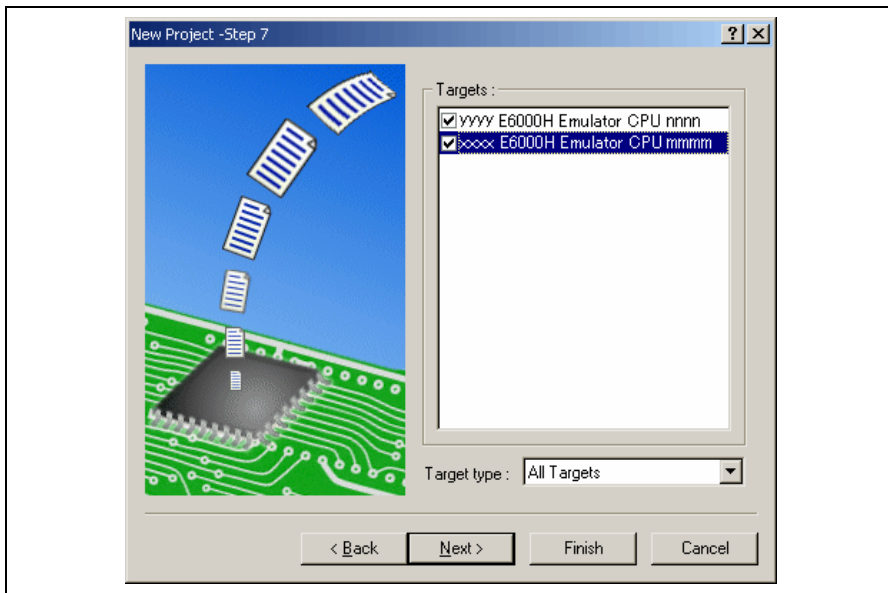 New Project -Step 7
Targets :
yyyy E6000H Emulator CPU nnnn
xxxx E6000H Emulator CPU mmmm
Target type : All Targets
< Back Next > Finish Cancel